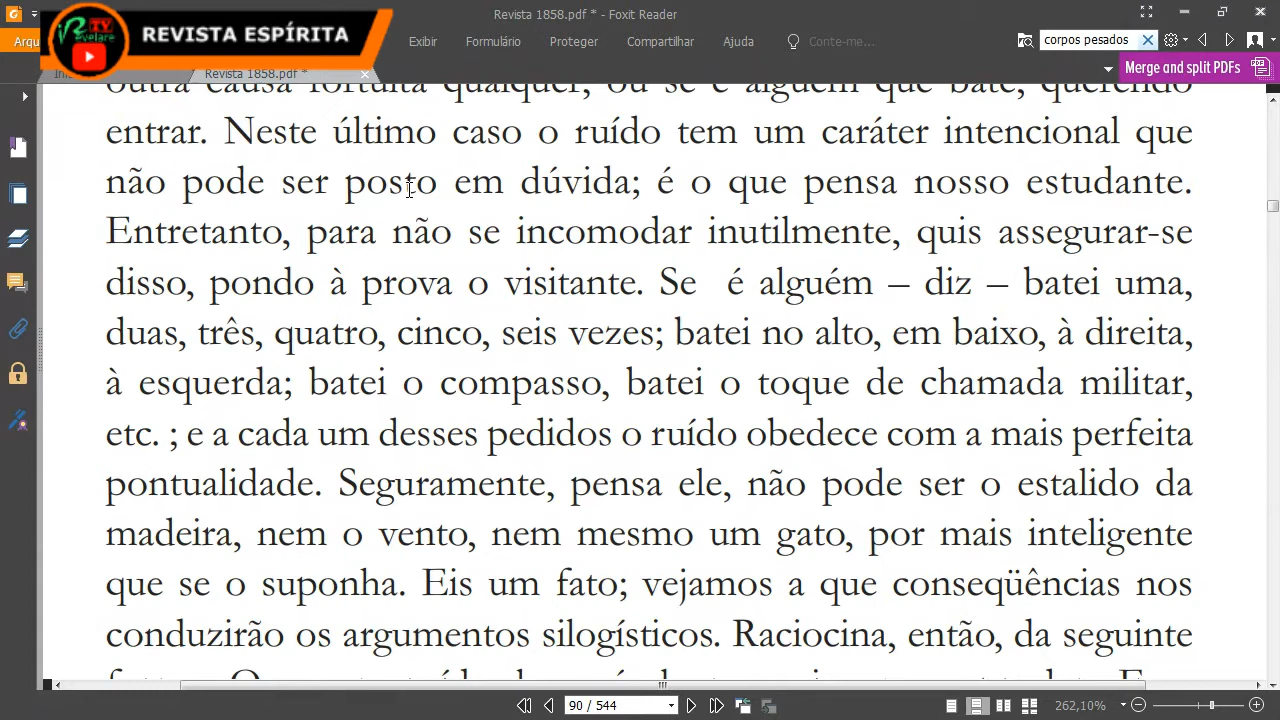 Revista 1858.pdf * - Foxit Reader
TV
Revelare
REVISTA ESPÍRITA
Arqu
Exibir
Formulário
Proteger
Compartilhar
Ajuda
Conte-me...
corpos pesados
Revista 1858.pdf *
Merge and split PDFs
outra causa fortuita qualquer, ou se é alguém que bate, querendo
entrar. Neste último caso o ruído tem um caráter intencional que
não pode ser posto em dúvida; é o que pensa nosso estudante.
Entretanto, para não se incomodar inutilmente, quis assegurar-se
disso, pondo à prova o visitante. Se é alguém – diz – batei uma,
duas, três, quatro, cinco, seis vezes; batei no alto, em baixo, à direita,
à esquerda; batei o compasso, batei o toque de chamada militar,
etc. ; e a cada um desses pedidos o ruído obedece com a mais perfeita
pontualidade. Seguramente, pensa ele, não pode ser o estalido da
madeira, nem o vento, nem mesmo um gato, por mais inteligente
que se o suponha. Eis um fato; vejamos a que conseqüências nos
conduzirão os argumentos silogísticos. Raciocina, então, da seguinte
90 / 544
262,10%